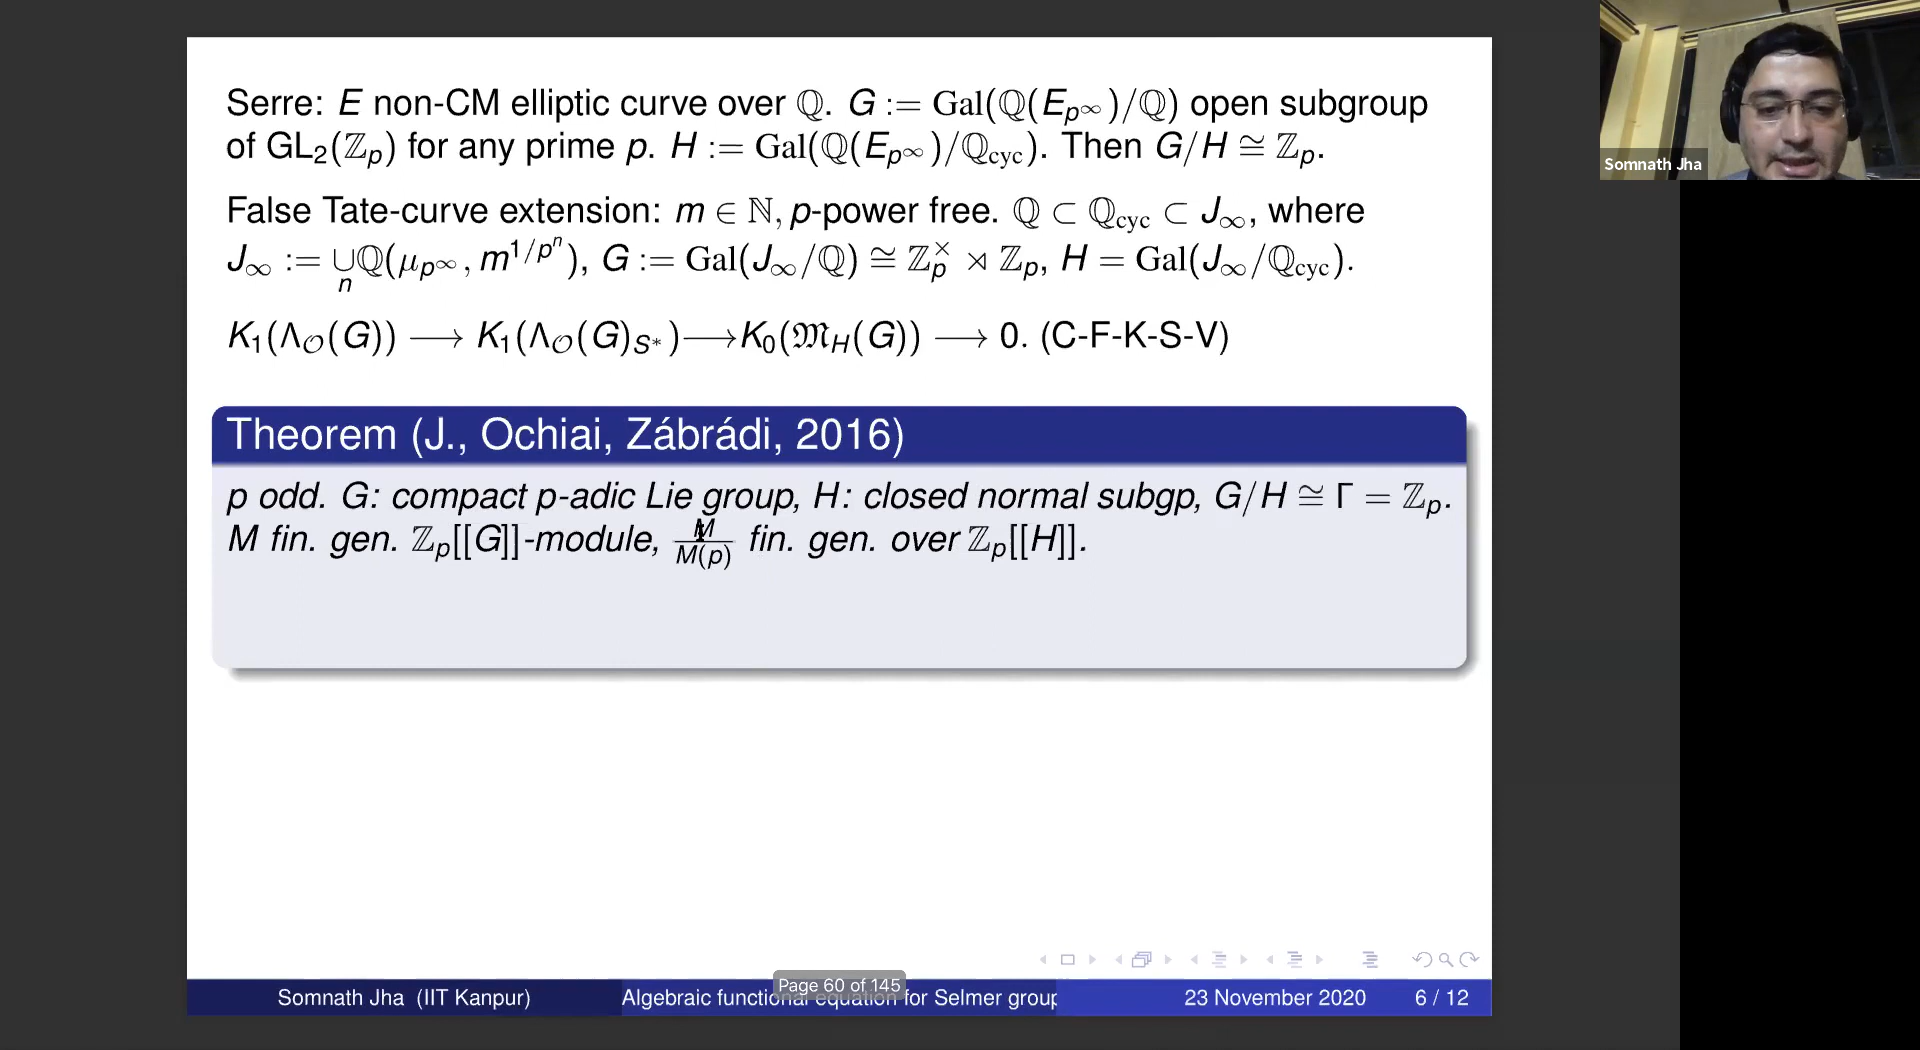 Serre: E non-CM elliptic curve over ℚ. G := Gal(ℚ(E_{p^∞})/ℚ) open subgroup
of GL₂(ℤ_p) for any prime p. H := Gal(ℚ(E_{p^∞})/ℚ_cyc). Then G/H ≅ ℤ_p.
False Tate-curve extension: m ∈ ℕ, p-power free. ℚ ⊂ ℚ_cyc ⊂ J_∞, where
J_∞ := ∪_n ℚ(μ_{p^∞}, m^{1/p^n}), G := Gal(J_∞/ℚ) ≅ ℤ_p^× ⋊ ℤ_p, H = Gal(J_∞/ℚ_cyc).
K₁(Λ_𝒪(G)) ⟶ K₁(Λ_𝒪(G)_{S*}) ⟶ K₀(𝔐_H(G)) ⟶ 0. (C-F-K-S-V)
Theorem (J., Ochiai, Zábrádi, 2016)
p odd. G: compact p-adic Lie group, H: closed normal subgp, G/H ≅ Γ = ℤ_p.
M fin. gen. ℤ_p[[G]]-module, M/M(p) fin. gen. over ℤ_p[[H]].
Page 60 of 145
Somnath Jha (IIT Kanpur) Algebraic functional equation for Selmer group 23 November 2020 6 / 12
Somnath Jha